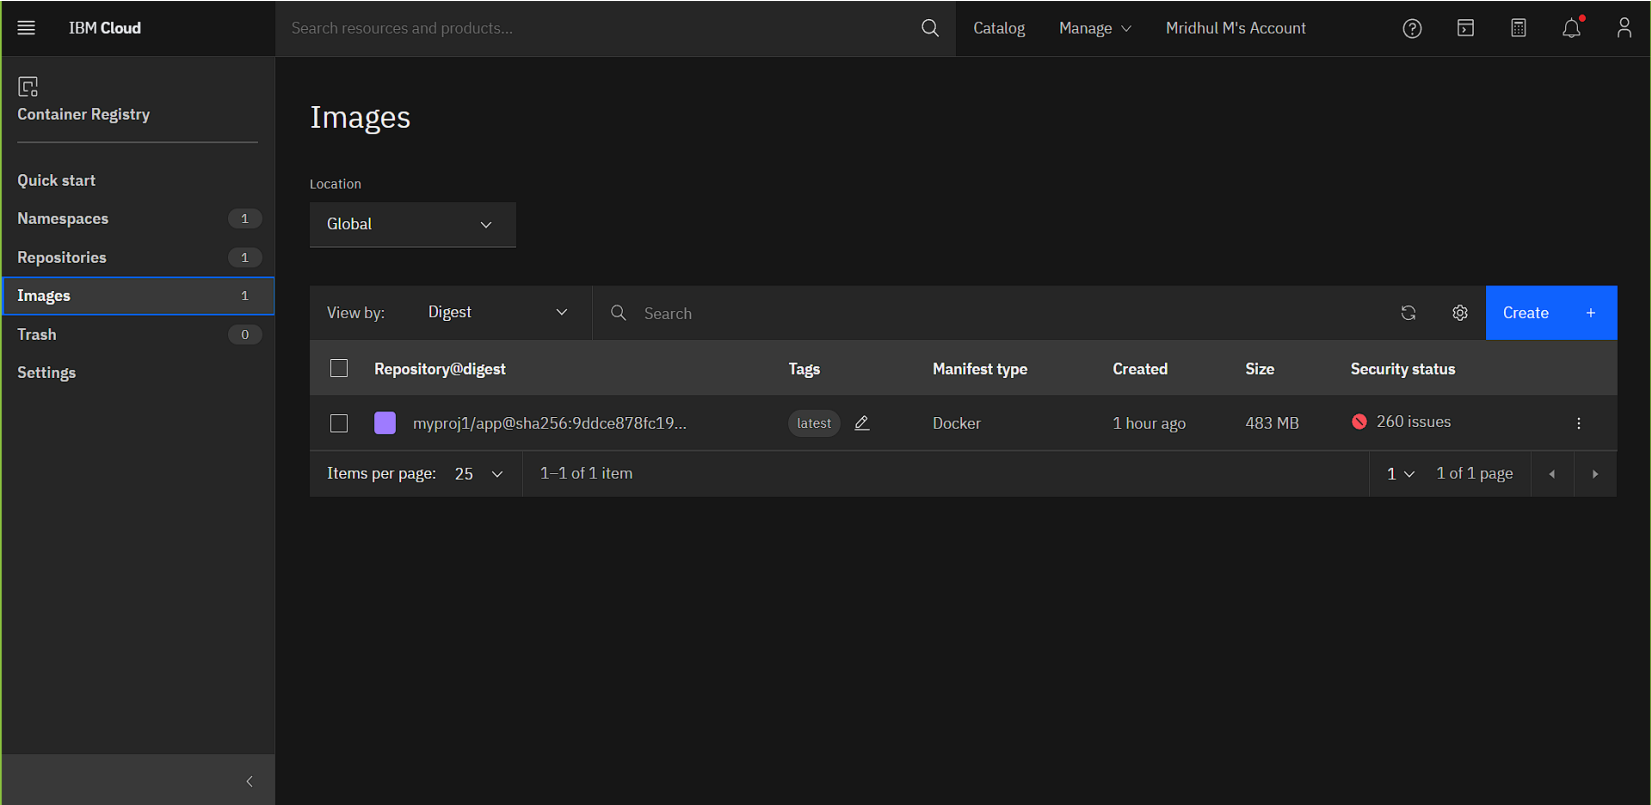 IBM Cloud
Search resources and products...
Catalog
Manage
Mridhul M's Account
Container Registry
Quick start
Namespaces 1
Repositories 1
Images 1
Trash 0
Settings
Images
Location
Global
View by: Digest
Search
Create +
Repository@digest Tags Manifest type Created Size Security status
myproj1/app@sha256:9ddce878fc19... latest Docker 1 hour ago 483 MB 260 issues
Items per page: 25 1–1 of 1 item 1 1 of 1 page